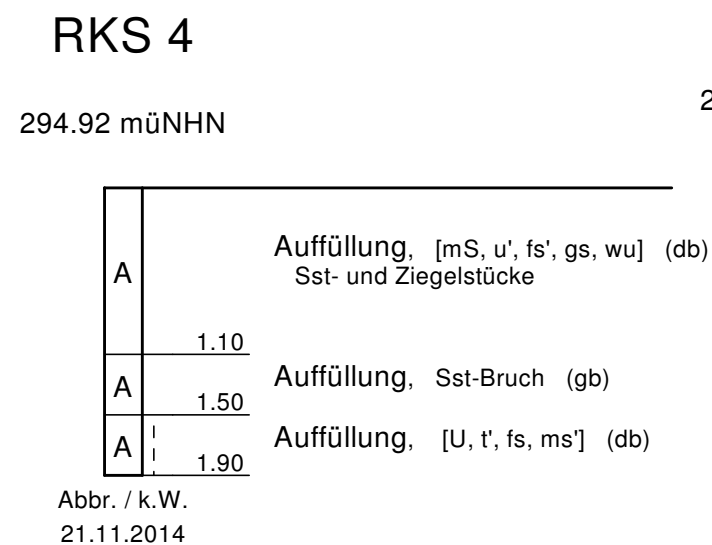 RKS 4
2
294.92 müNHN
A
Auffüllung, [mS, u', fs', gs, wu] (db)
Sst- und Ziegelstücke
1.10
A
Auffüllung, Sst-Bruch (gb)
1.50
A
Auffüllung, [U, t', fs, ms'] (db)
1.90
Abbr. / k.W.
21.11.2014